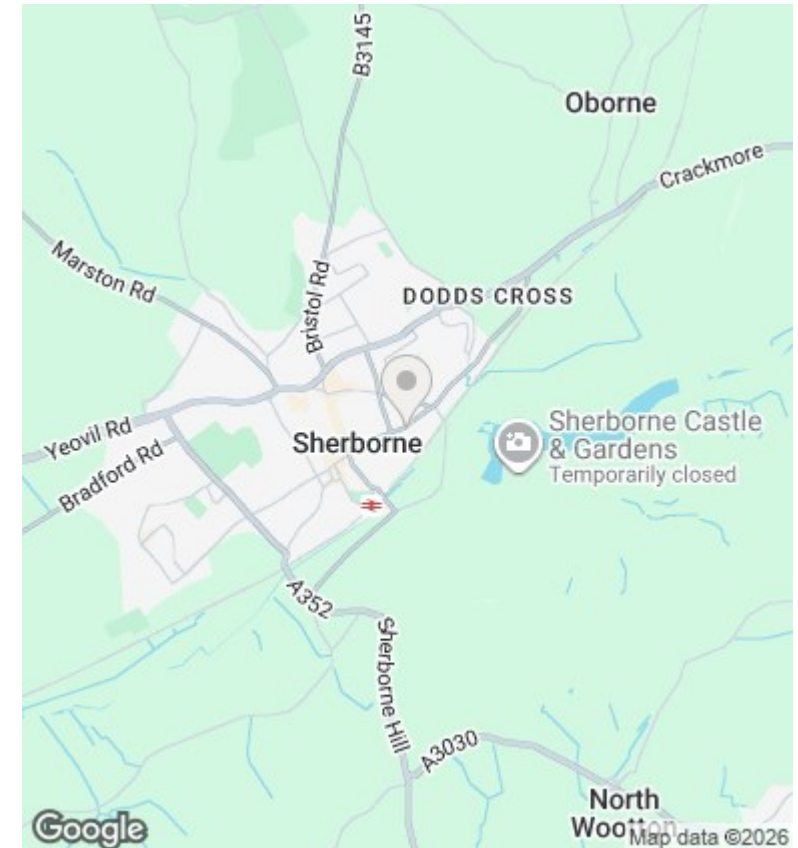 B3145
Oborne
Crackmore
Marston Rd
Bristol Rd
DODDS CROSS
Sherborne Castle
& Gardens
Temporarily closed
Yeovil Rd
Sherborne
Bradford Rd
A352
Sherborne Hill
A3030
North
Wootton
Google
Map data ©2026